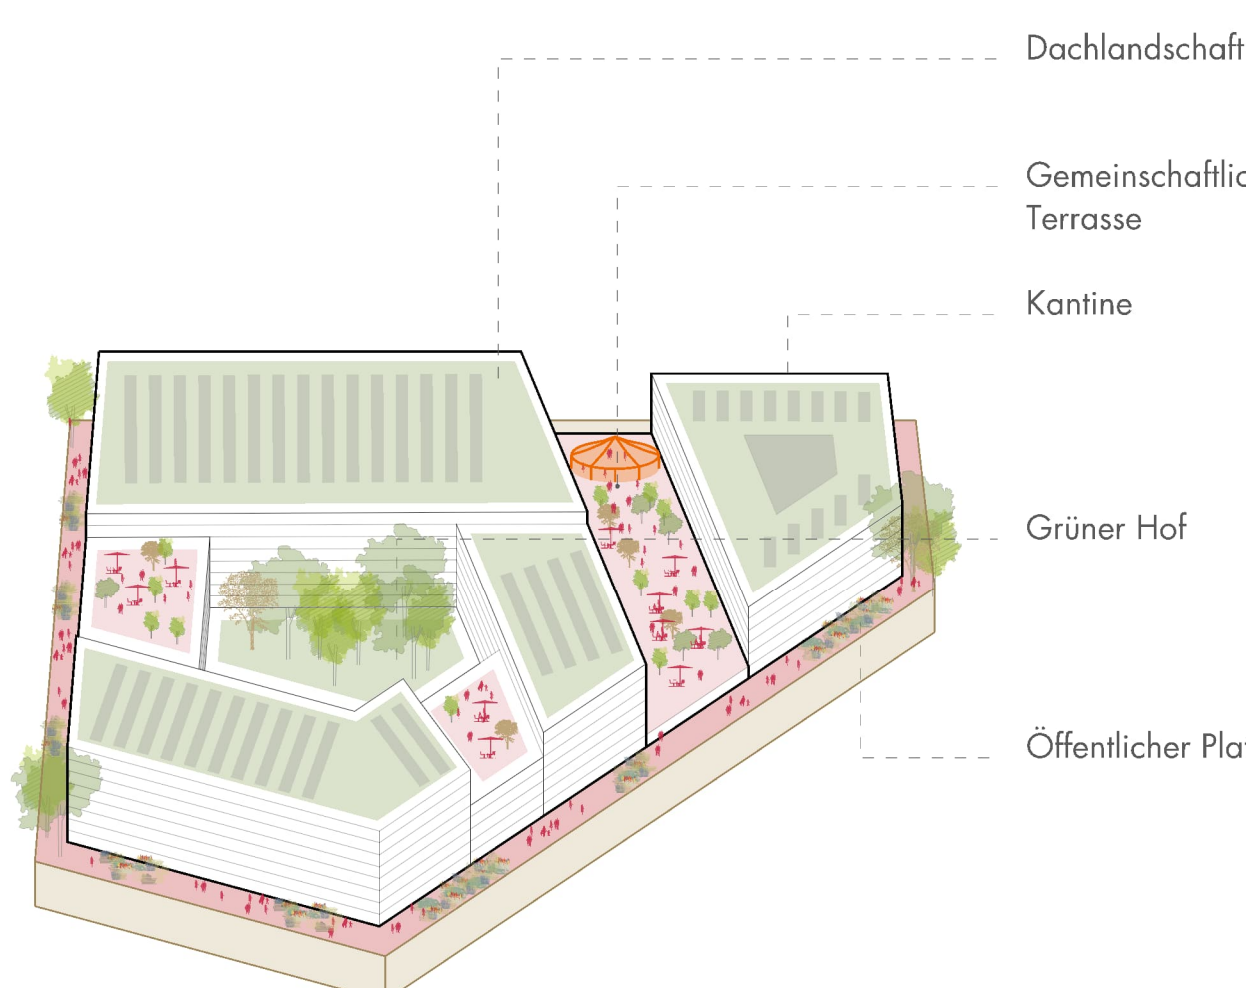 Dachlandschaft
Gemeinschaftlic
Terrasse
Kantine
Grüner Hof
Öffentlicher Pla